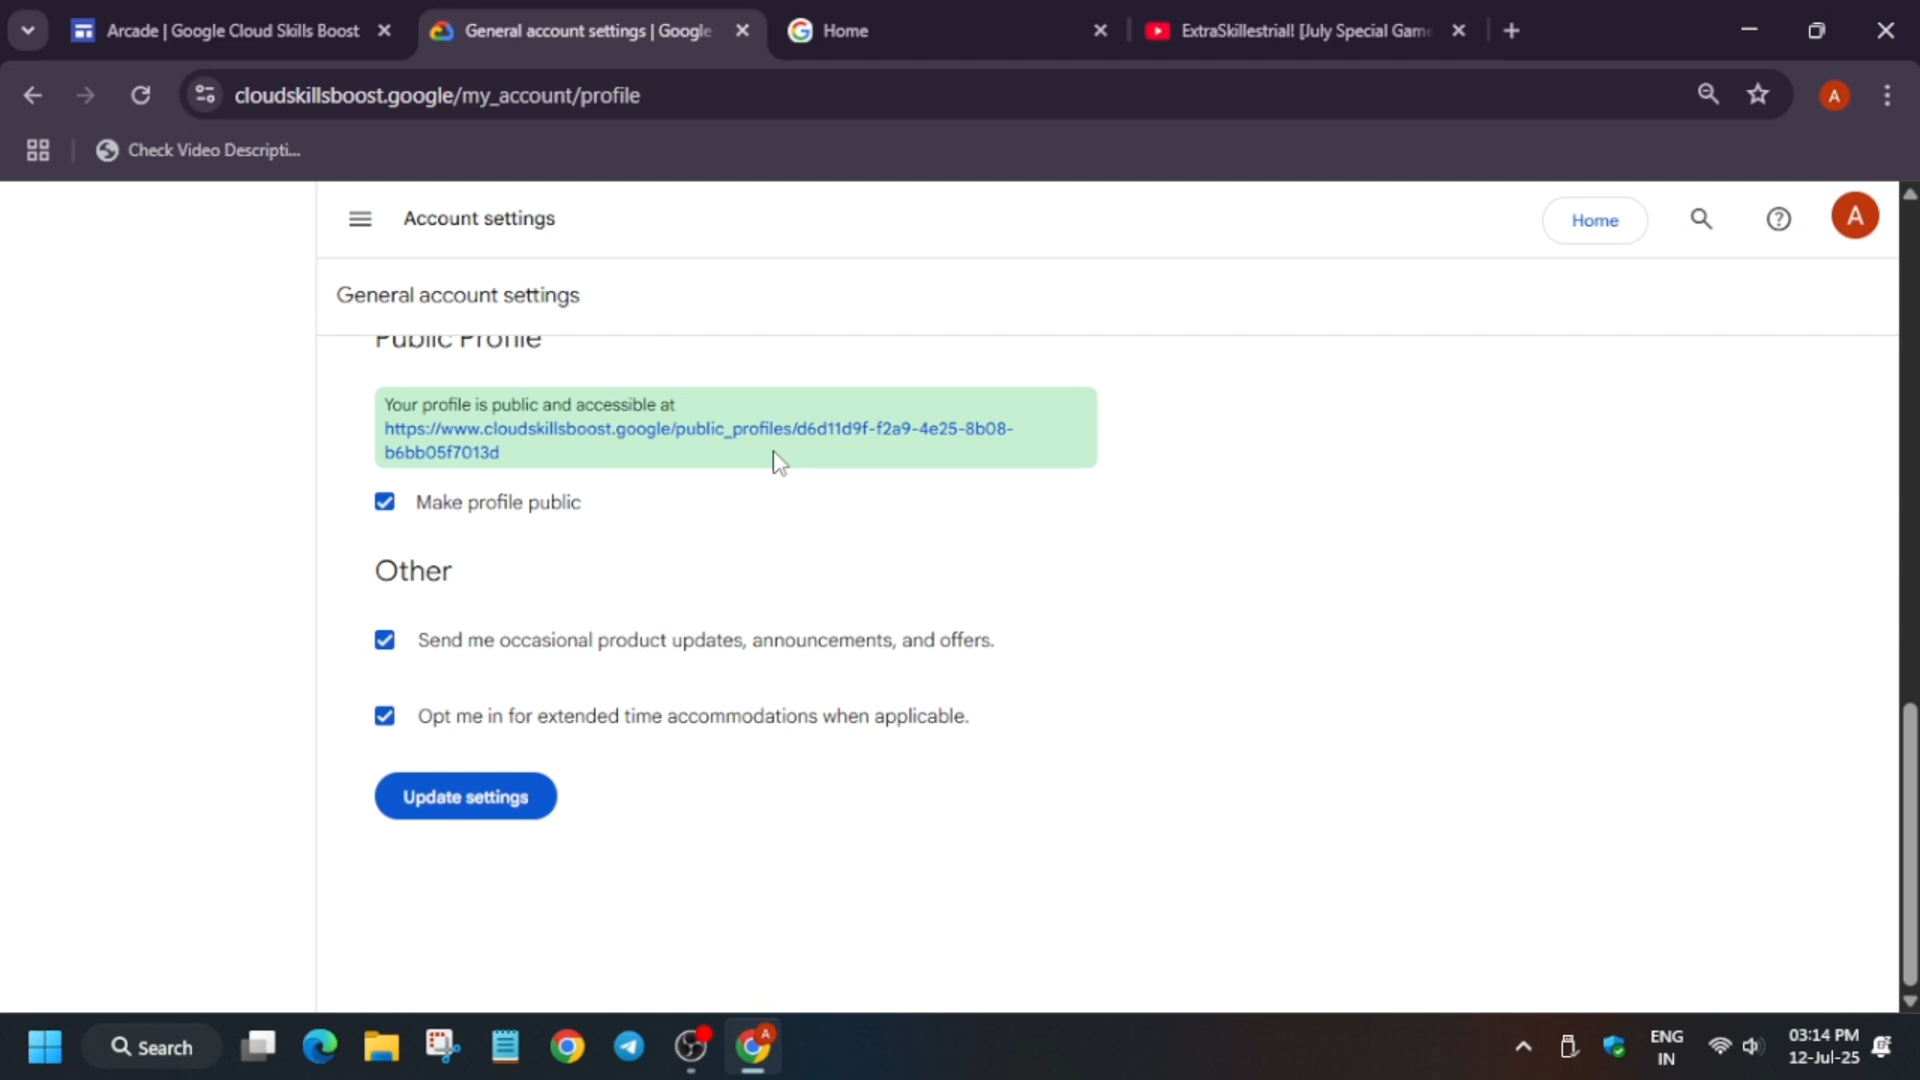 Arcade | Google Cloud Skills Boost
General account settings | Google
Home
ExtraSkillestrial! [July Special Game
cloudskillsboost.google/my_account/profile
A
Check Video Descripti...
Account settings
Home
A
General account settings
Public Profile
Your profile is public and accessible at
https://www.cloudskillsboost.google/public_profiles/d6d11d9f-f2a9-4e25-8b08-
b6bb05f7013d
Make profile public
Other
Send me occasional product updates, announcements, and offers.
Opt me in for extended time accommodations when applicable.
Update settings
Search
A
ENG
IN
03:14 PM
12-Jul-25